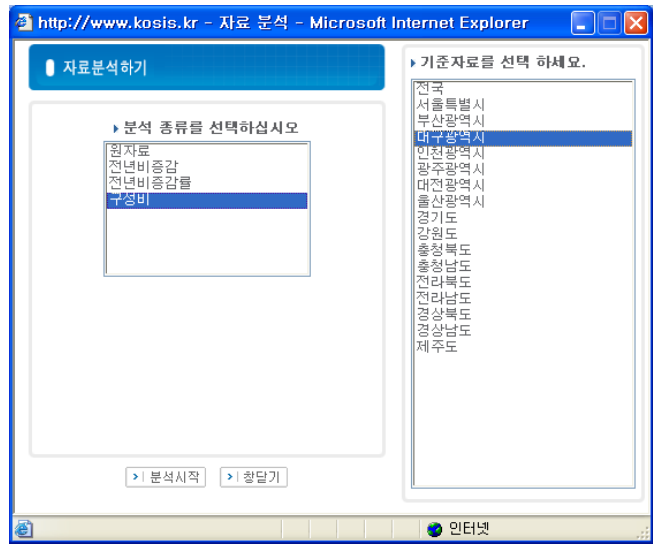 http://www.kosis.kr - 자료 분석 - Microsoft Internet Explorer
자료분석하기
분석 종류를 선택하십시오
원자료
전년비증감
전년비증감률
구성비
분석시작
창닫기
기준자료를 선택 하세요.
전국
서울특별시
부산광역시
대구광역시
인천광역시
광주광역시
대전광역시
울산광역시
경기도
강원도
충청북도
충청남도
전라북도
전라남도
경상북도
경상남도
제주도
인터넷